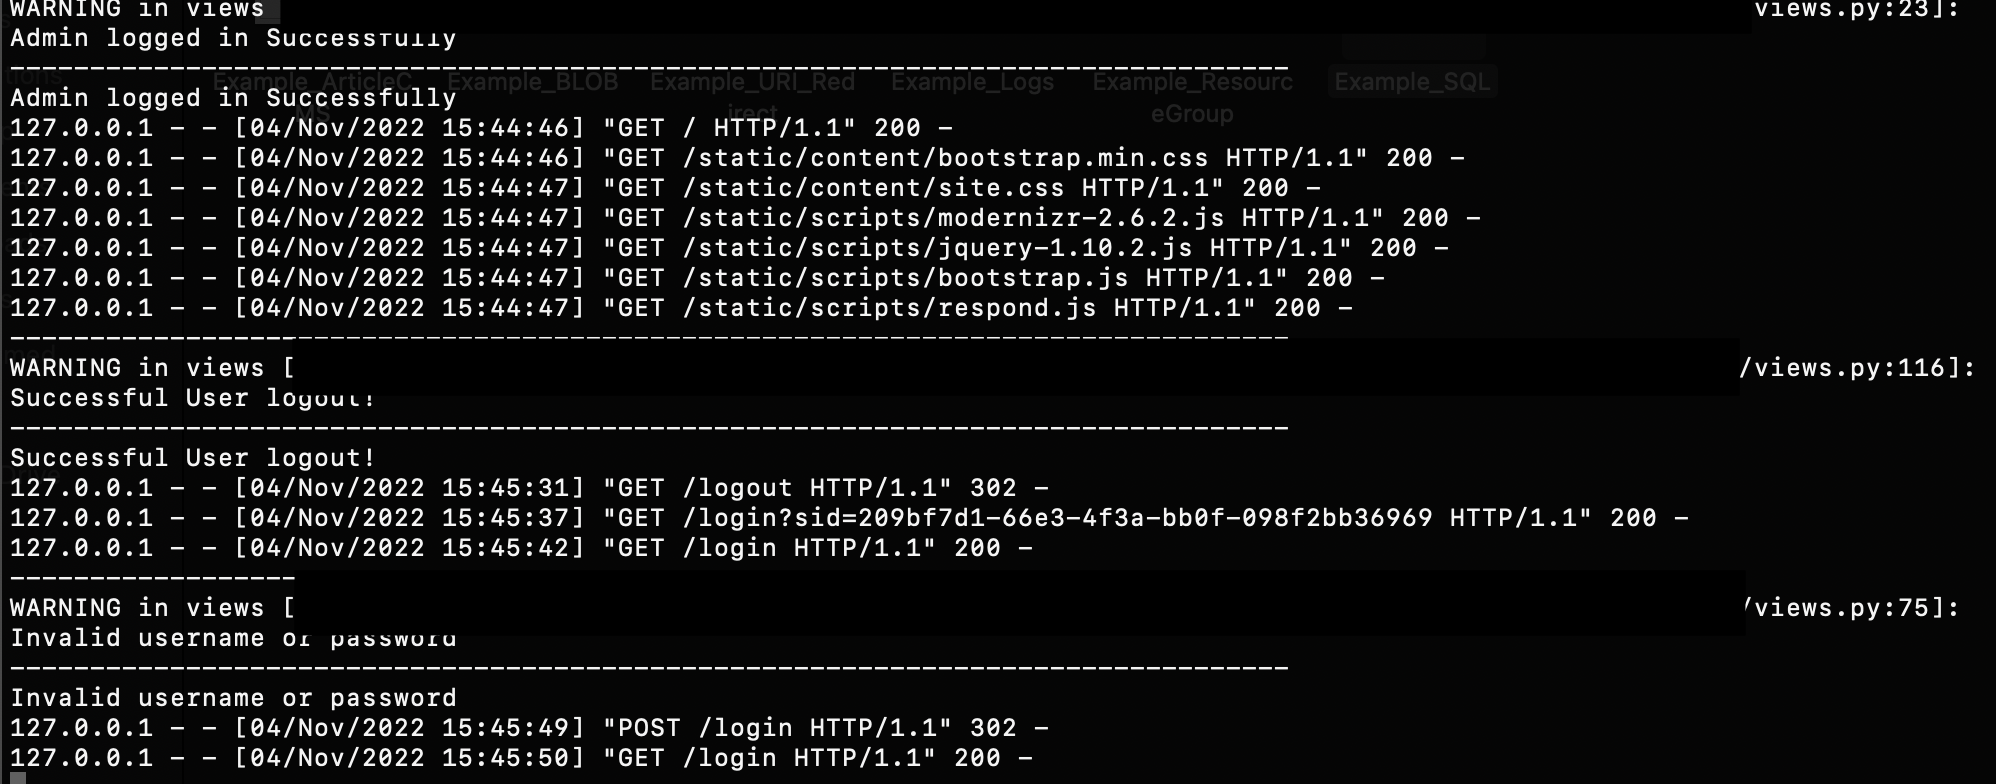 WARNING in views views.py:23]:
Admin logged in Successfully
--------------------------------------------------------------------------------
Example_ArticleCMS Example_BLOB Example_URI_Redirect Example_Logs Example_ResourceGroup Example_SQL
Admin logged in Successfully
127.0.0.1 - - [04/Nov/2022 15:44:46] "GET / HTTP/1.1" 200 -
127.0.0.1 - - [04/Nov/2022 15:44:46] "GET /static/content/bootstrap.min.css HTTP/1.1" 200 -
127.0.0.1 - - [04/Nov/2022 15:44:47] "GET /static/content/site.css HTTP/1.1" 200 -
127.0.0.1 - - [04/Nov/2022 15:44:47] "GET /static/scripts/modernizr-2.6.2.js HTTP/1.1" 200 -
127.0.0.1 - - [04/Nov/2022 15:44:47] "GET /static/scripts/jquery-1.10.2.js HTTP/1.1" 200 -
127.0.0.1 - - [04/Nov/2022 15:44:47] "GET /static/scripts/bootstrap.js HTTP/1.1" 200 -
127.0.0.1 - - [04/Nov/2022 15:44:47] "GET /static/scripts/respond.js HTTP/1.1" 200 -
--------------------------------------------------------------------------------
WARNING in views [ /views.py:116]:
Successful User logout!
--------------------------------------------------------------------------------
Successful User logout!
127.0.0.1 - - [04/Nov/2022 15:45:31] "GET /logout HTTP/1.1" 302 -
127.0.0.1 - - [04/Nov/2022 15:45:37] "GET /login?sid=209bf7d1-66e3-4f3a-bb0f-098f2bb36969 HTTP/1.1" 200 -
127.0.0.1 - - [04/Nov/2022 15:45:42] "GET /login HTTP/1.1" 200 -
------------------
WARNING in views [ /views.py:75]:
Invalid username or password
--------------------------------------------------------------------------------
Invalid username or password
127.0.0.1 - - [04/Nov/2022 15:45:49] "POST /login HTTP/1.1" 302 -
127.0.0.1 - - [04/Nov/2022 15:45:50] "GET /login HTTP/1.1" 200 -